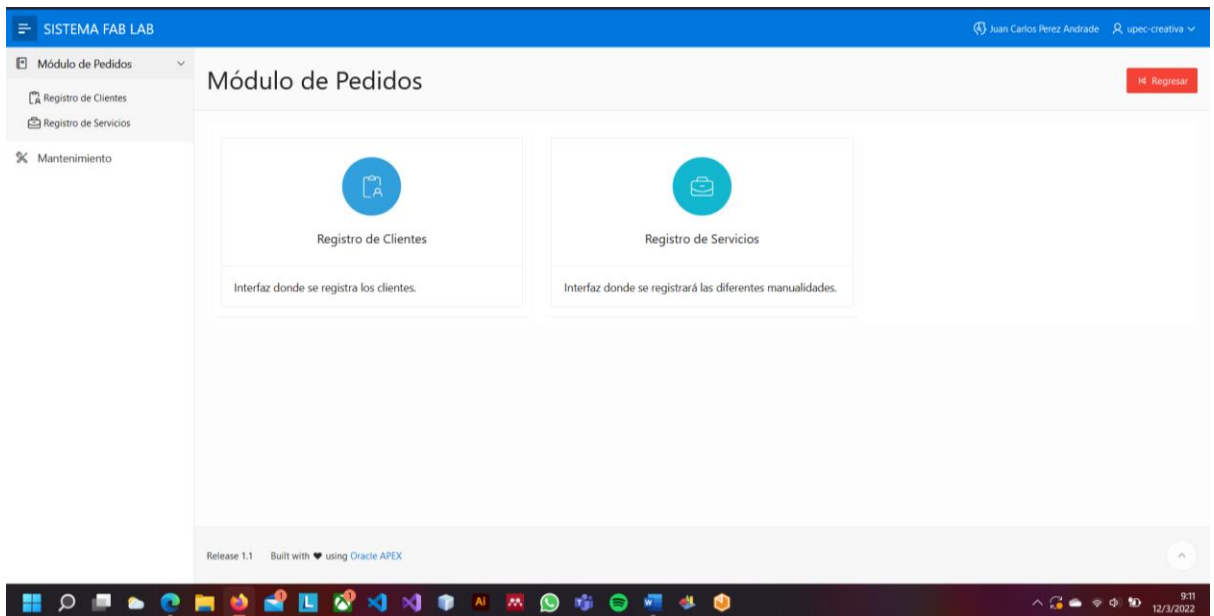 SISTEMA FAB LAB
Juan Carlos Perez Andrade
upec-creativa
Módulo de Pedidos
Registro de Clientes
Registro de Servicios
Mantenimiento
Módulo de Pedidos
Regresar
Registro de Clientes
Interfaz donde se registra los clientes.
Registro de Servicios
Interfaz donde se registrará las diferentes manualidades.
Release 1.1 Built with ♥ using Oracle APEX
9:11
12/3/2022